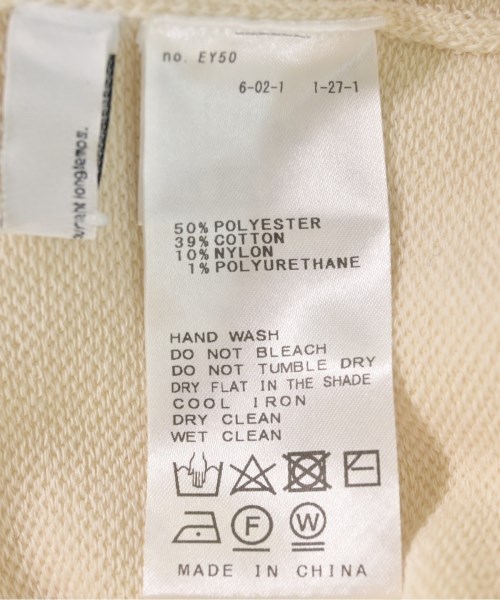 no. EY50
6-02-1 1-27-1
50% POLYESTER
39% COTTON
10% NYLON
1% POLYURETHANE
HAND WASH
DO NOT BLEACH
DO NOT TUMBLE DRY
DRY FLAT IN THE SHADE
COOL IRON
DRY CLEAN
WET CLEAN
F W
MADE IN CHINA